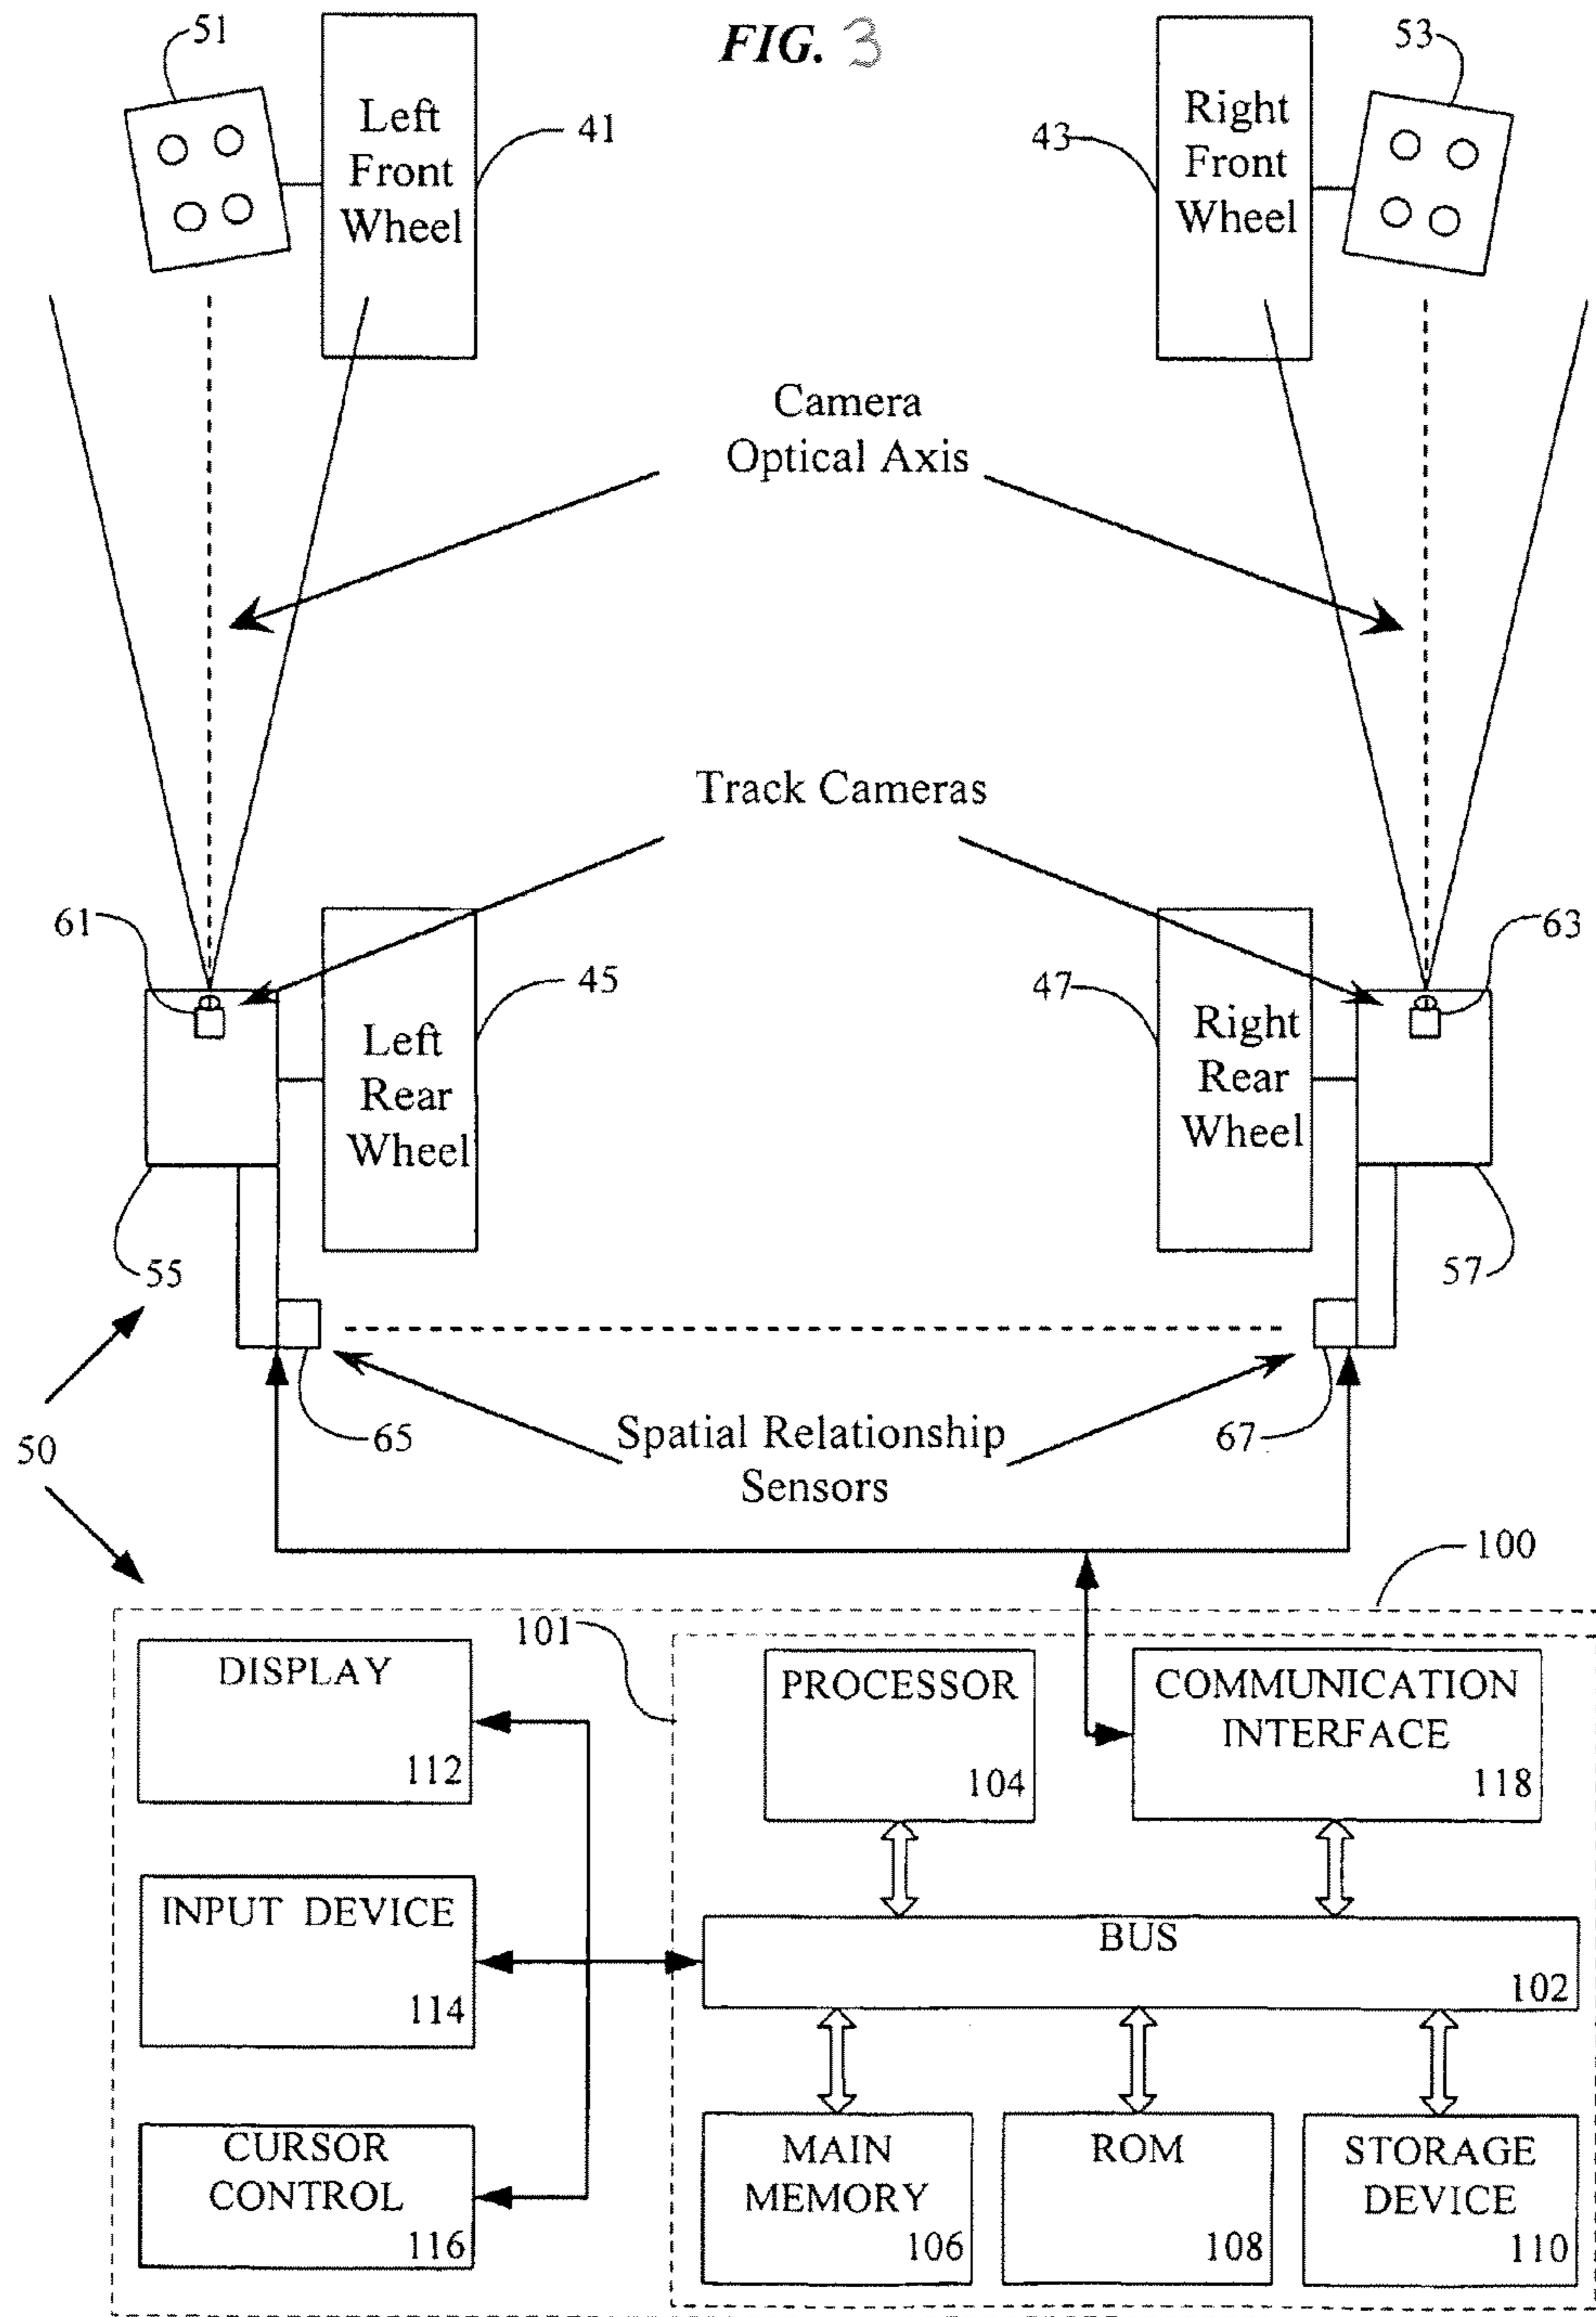 FIG. 3
51
53
Left
Front
Wheel
41
43
Right
Front
Wheel
Camera
Optical Axis
Track Cameras
61
63
45
47
Left
Rear
Wheel
Right
Rear
Wheel
55
57
50
65
67
Spatial Relationship
Sensors
100
101
DISPLAY
112
PROCESSOR
104
COMMUNICATION
INTERFACE
118
INPUT DEVICE
114
BUS
102
CURSOR
CONTROL
116
MAIN
MEMORY
106
ROM
108
STORAGE
DEVICE
110